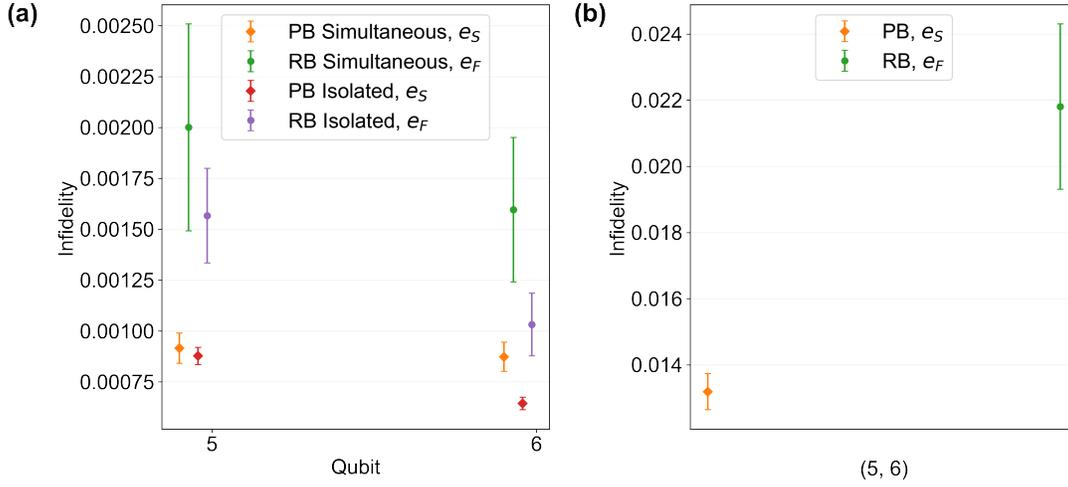 (a)
0.00250
0.00225
0.00200
0.00175
0.00150
0.00125
0.00100
0.00075
Infidelity
PB Simultaneous, eS
RB Simultaneous, eF
PB Isolated, eS
RB Isolated, eF
5
6
Qubit
(b)
0.024
0.022
0.020
0.018
0.016
0.014
Infidelity
PB, eS
RB, eF
(5, 6)